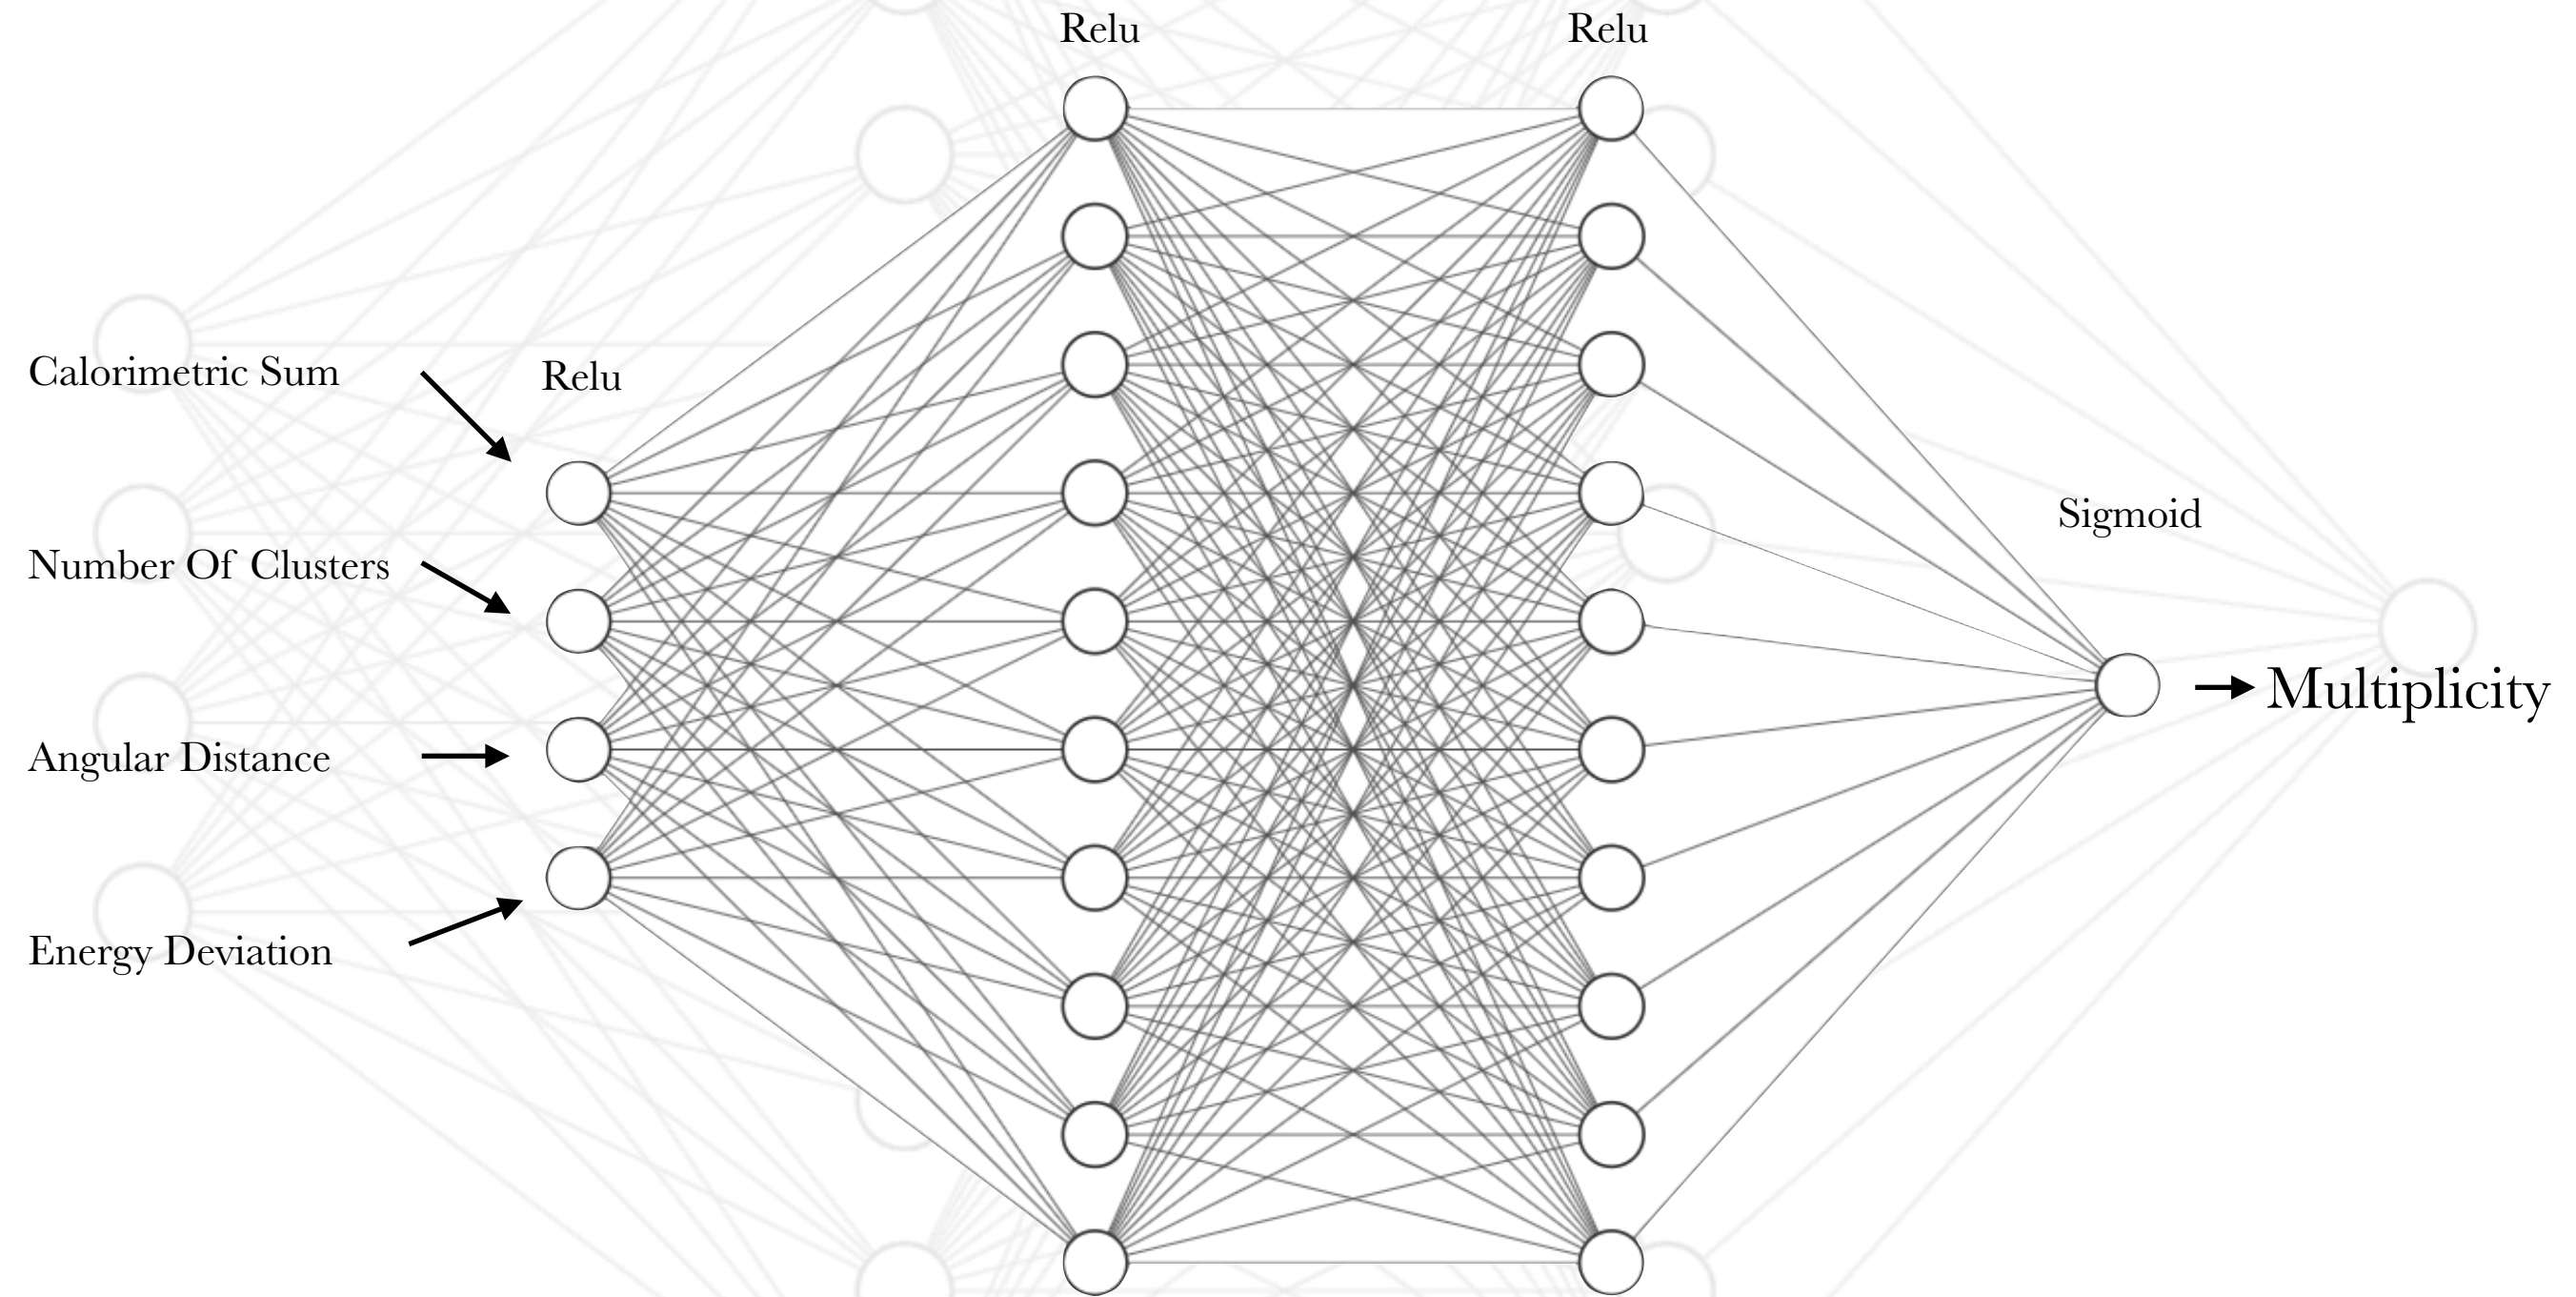 Relu
Relu
Calorimetric Sum
Relu
Number Of Clusters
Sigmoid
Multiplicity
Angular Distance
Energy Deviation